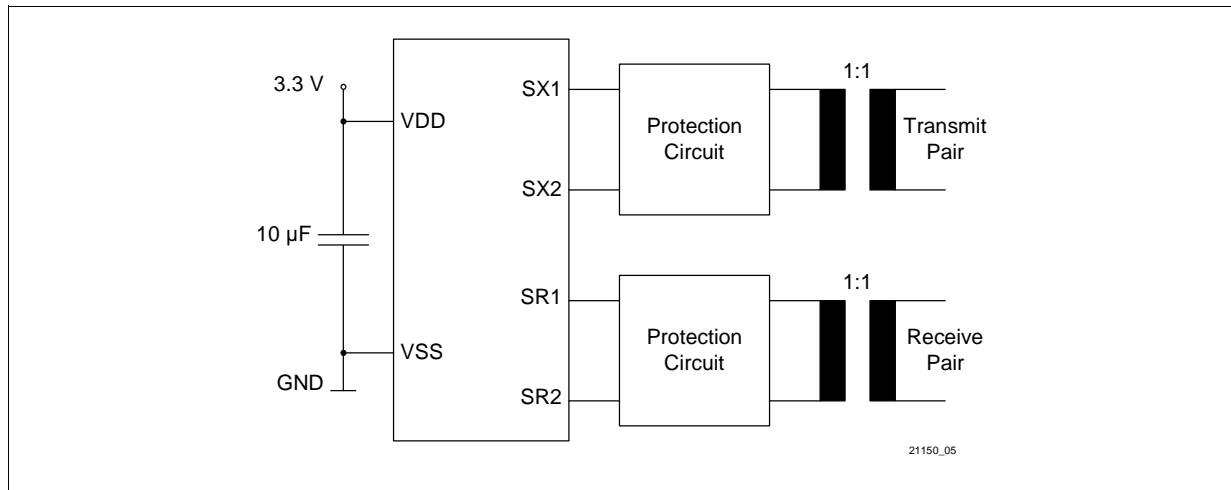 3.3 V
VDD
10 µF
VSS
GND
SX1
SX2
SR1
SR2
Protection
Circuit
1:1
Transmit
Pair
Protection
Circuit
1:1
Receive
Pair
21150_05